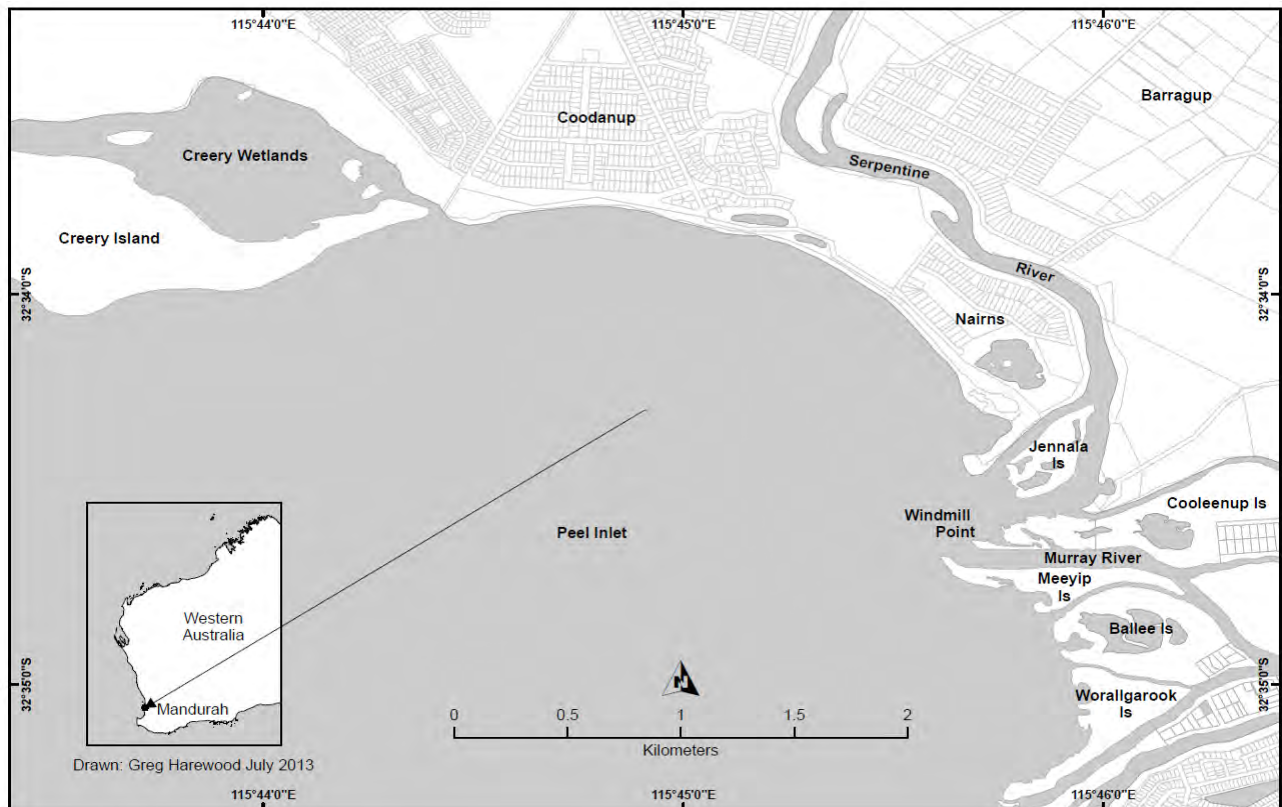 115°44'0"E
115°45'0"E
115°46'0"E
Barragup
Coodanup
Creery Wetlands
Serpentine
Creery Island
River
32°34'0"S
32°34'0"S
Nairns
Jennala
Is
Cooleenup Is
Windmill
Point
Peel Inlet
Murray River
Meeyip
Is
Western
Australia
Ballee Is
N
32°35'0"S
32°35'0"S
Worallgarook
Is
Mandurah
0 0.5 1 1.5 2
Kilometers
Drawn: Greg Harewood July 2013
115°44'0"E
115°45'0"E
115°46'0"E